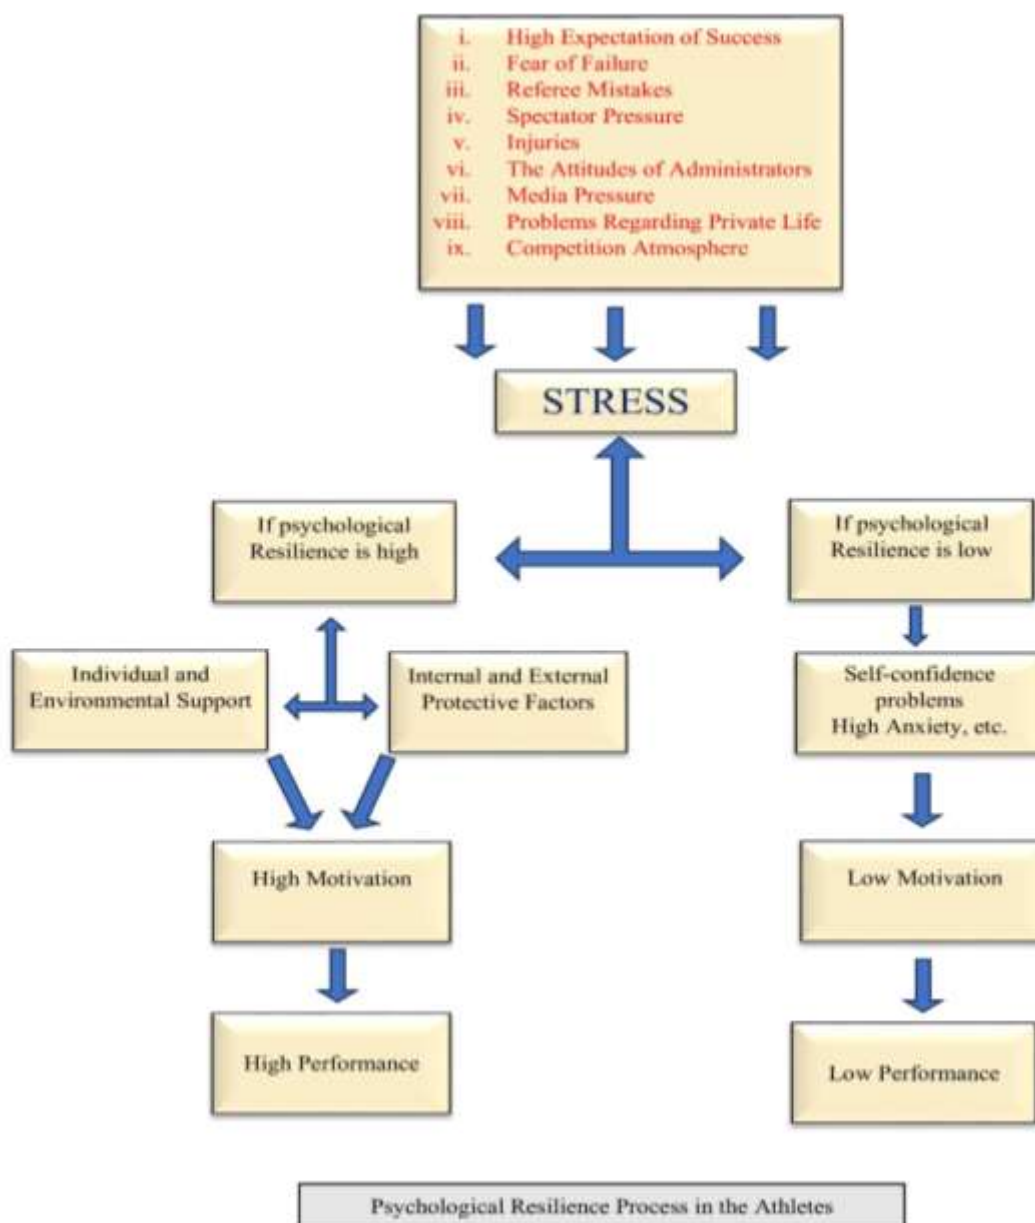 i. High Expectation of Success
ii. Fear of Failure
iii. Referee Mistakes
iv. Spectator Pressure
v. Injuries
vi. The Attitudes of Administrators
vii. Media Pressure
viii. Problems Regarding Private Life
ix. Competition Atmosphere
STRESS
If psychological
Resilience is high
If psychological
Resilience is low
Individual and
Environmental Support
Internal and External
Protective Factors
Self-confidence
problems
High Anxiety, etc.
High Motivation
Low Motivation
High Performance
Low Performance
Psychological Resilience Process in the Athletes